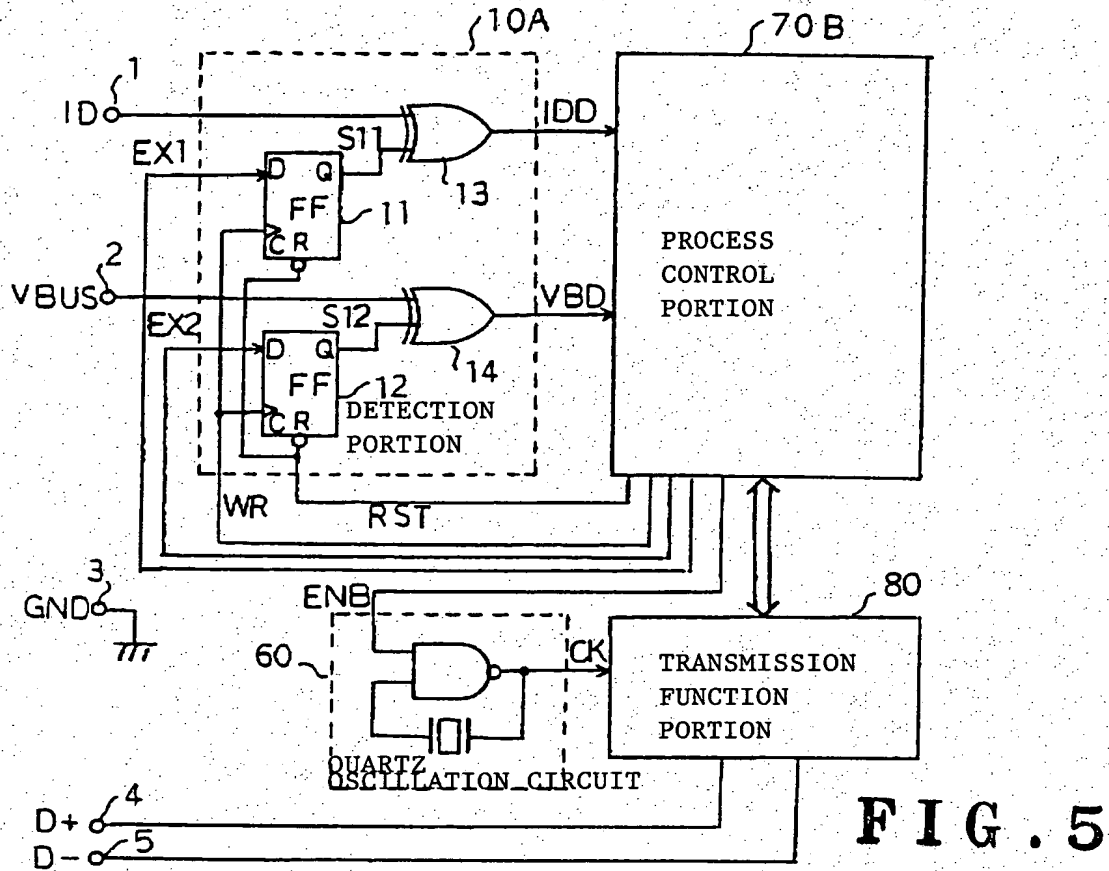 10A
70B
1
ID
IDD
S11
EX1
D Q
13
FF
11
C R
PROCESS
CONTROL
PORTION
2
VBUS
VBD
EX2
S12
D Q
14
FF
12
C R
DETECTION
PORTION
WR
RST
3
GND
ENB
80
60
CK
TRANSMISSION
FUNCTION
PORTION
QUARTZ
OSCILLATION CIRCUIT
D+
4
D-
5
FIG.5